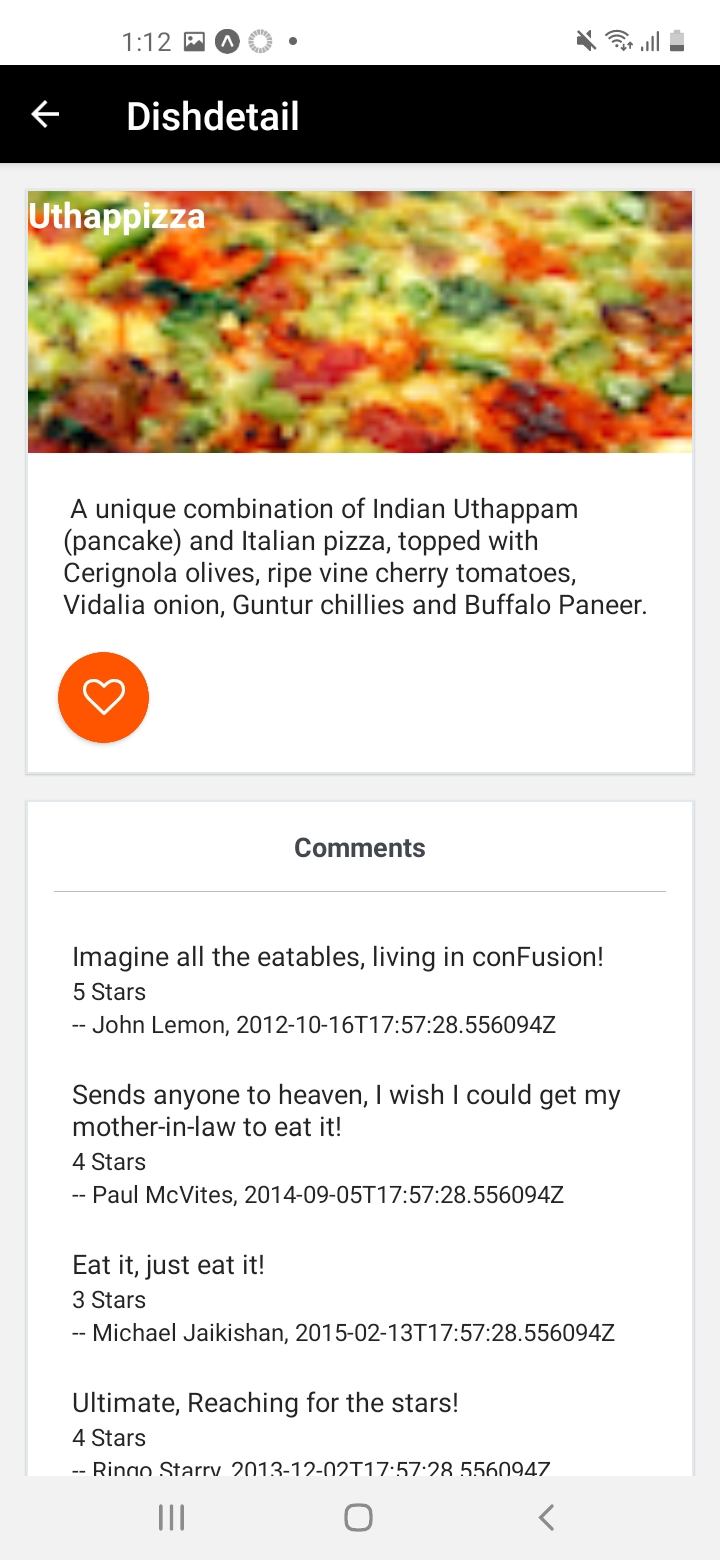 1:12
Dishdetail
Uthappizza
A unique combination of Indian Uthappam
(pancake) and Italian pizza, topped with
Cerignola olives, ripe vine cherry tomatoes,
Vidalia onion, Guntur chillies and Buffalo Paneer.
Comments
Imagine all the eatables, living in conFusion!
5 Stars
-- John Lemon, 2012-10-16T17:57:28.556094Z
Sends anyone to heaven, I wish I could get my
mother-in-law to eat it!
4 Stars
-- Paul McVites, 2014-09-05T17:57:28.556094Z
Eat it, just eat it!
3 Stars
-- Michael Jaikishan, 2015-02-13T17:57:28.556094Z
Ultimate, Reaching for the stars!
4 Stars
-- Ringo Starry, 2013-12-02T17:57:28.556094Z